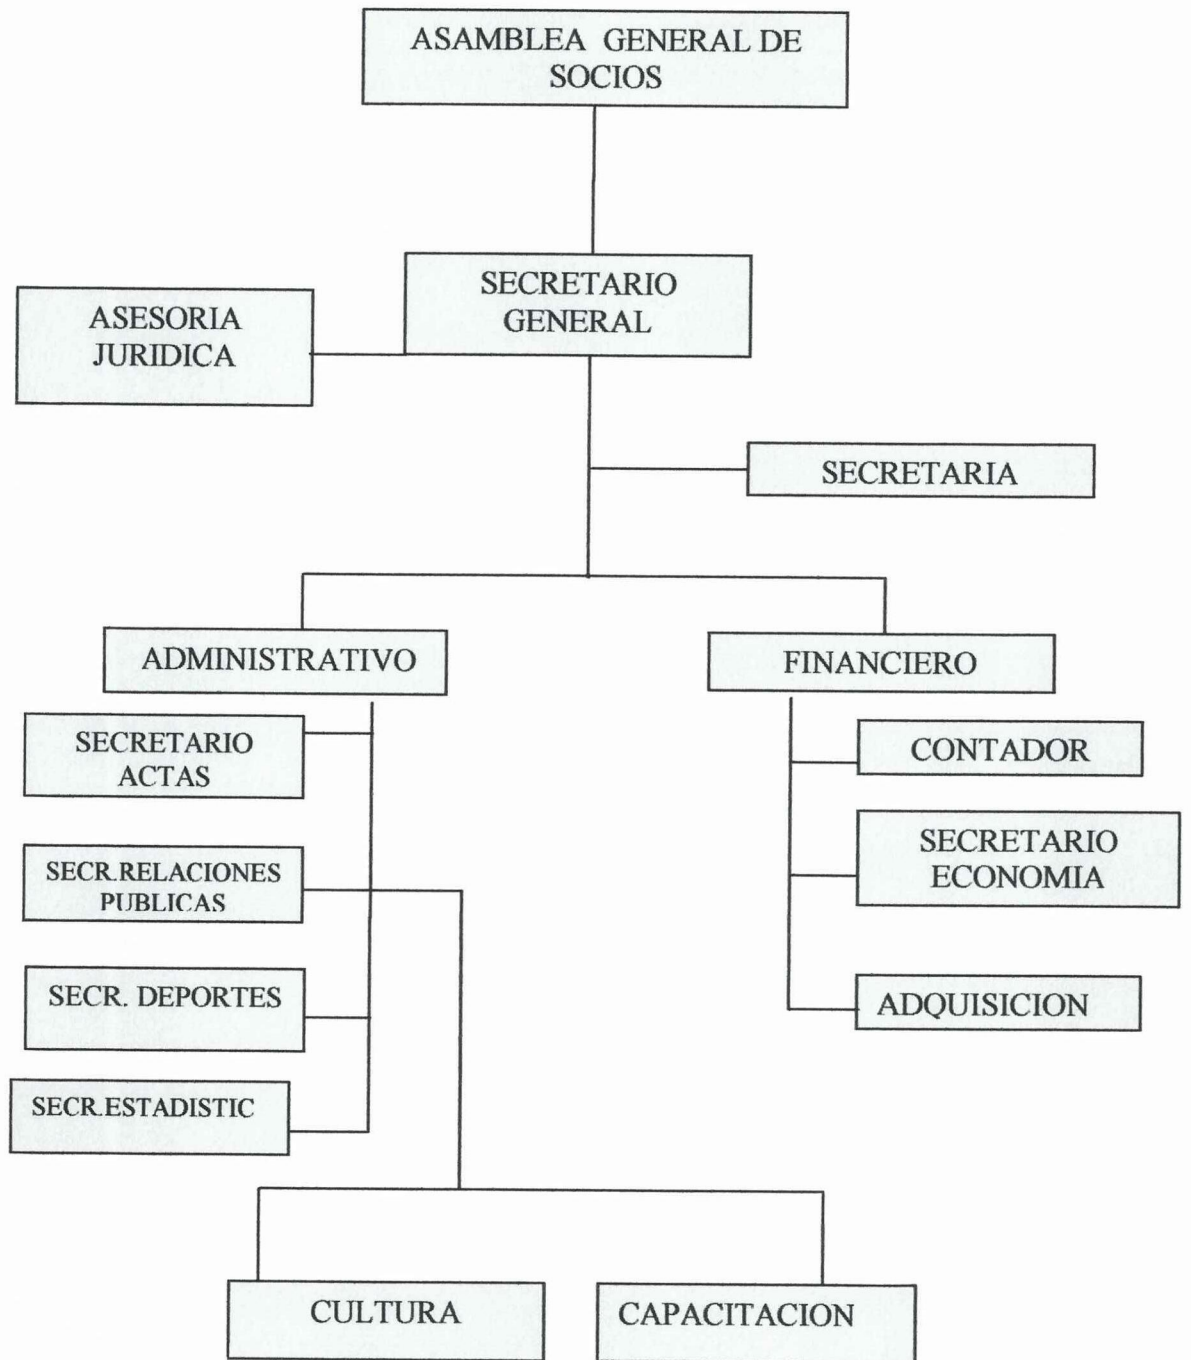 ASAMBLEA GENERAL DE
SOCIOS
SECRETARIO
GENERAL
ASESORIA
JURIDICA
SECRETARIA
ADMINISTRATIVO
FINANCIERO
SECRETARIO
ACTAS
CONTADOR
SECR.RELACIONES
PUBLICAS
SECRETARIO
ECONOMIA
SECR. DEPORTES
ADQUISICION
SECR.ESTADISTIC
CULTURA
CAPACITACION